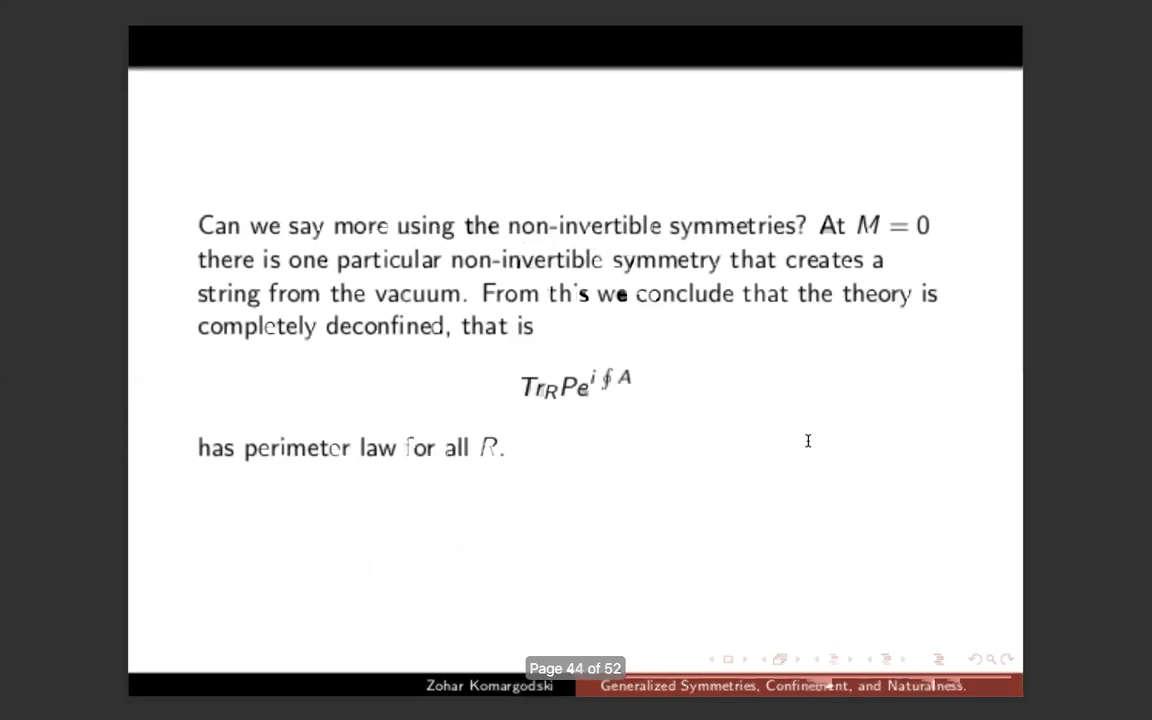 Can we say more using the non-invertible symmetries? At M = 0
there is one particular non-invertible symmetry that creates a
string from the vacuum. From this we conclude that the theory is
completely deconfined, that is
Tr_R Pe^{i ∮ A}
has perimeter law for all R.
Page 44 of 52
Zohar Komargodski
Generalized Symmetries, Confinement, and Naturalness.